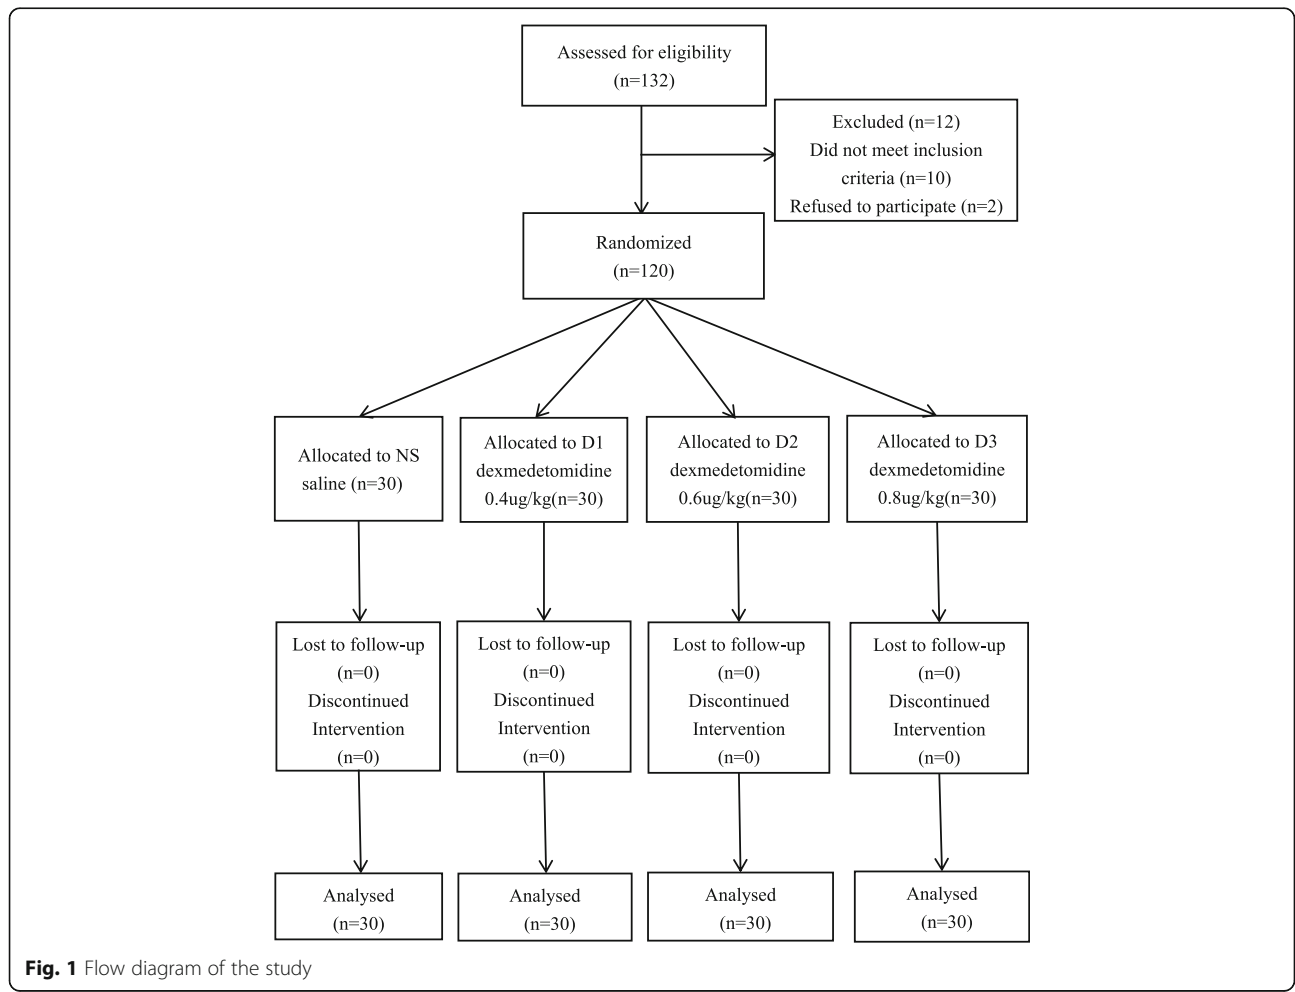 Assessed for eligibility
(n=132)
Excluded (n=12)
Did not meet inclusion
criteria (n=10)
Refused to participate (n=2)
Randomized
(n=120)
Allocated to NS
saline (n=30)
Allocated to D1
dexmedetomidine
0.4ug/kg(n=30)
Allocated to D2
dexmedetomidine
0.6ug/kg(n=30)
Allocated to D3
dexmedetomidine
0.8ug/kg(n=30)
Lost to follow-up
(n=0)
Discontinued
Intervention
(n=0)
Lost to follow-up
(n=0)
Discontinued
Intervention
(n=0)
Lost to follow-up
(n=0)
Discontinued
Intervention
(n=0)
Lost to follow-up
(n=0)
Discontinued
Intervention
(n=0)
Analysed
(n=30)
Analysed
(n=30)
Analysed
(n=30)
Analysed
(n=30)
Fig. 1 Flow diagram of the study